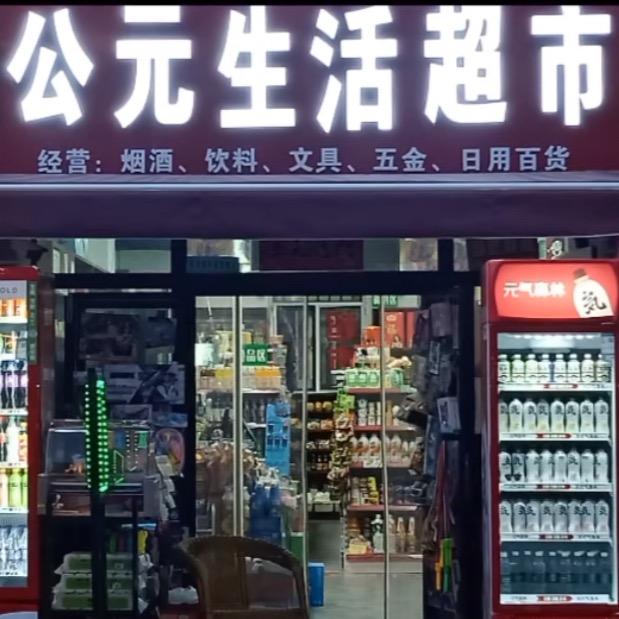 公元生活超市
经营：烟酒、饮料、文具、五金、日用百货
元气森林
氣